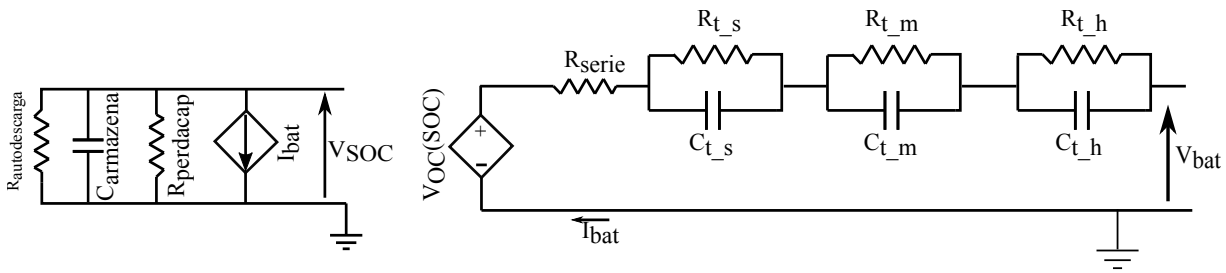 Rautodescarga
Carmazena
Rperdacap
Ibat
VSOC
VOC(SOC)
+
-
Rserie
Rt_s
Ct_s
Rt_m
Ct_m
Rt_h
Ct_h
Vbat
Ibat